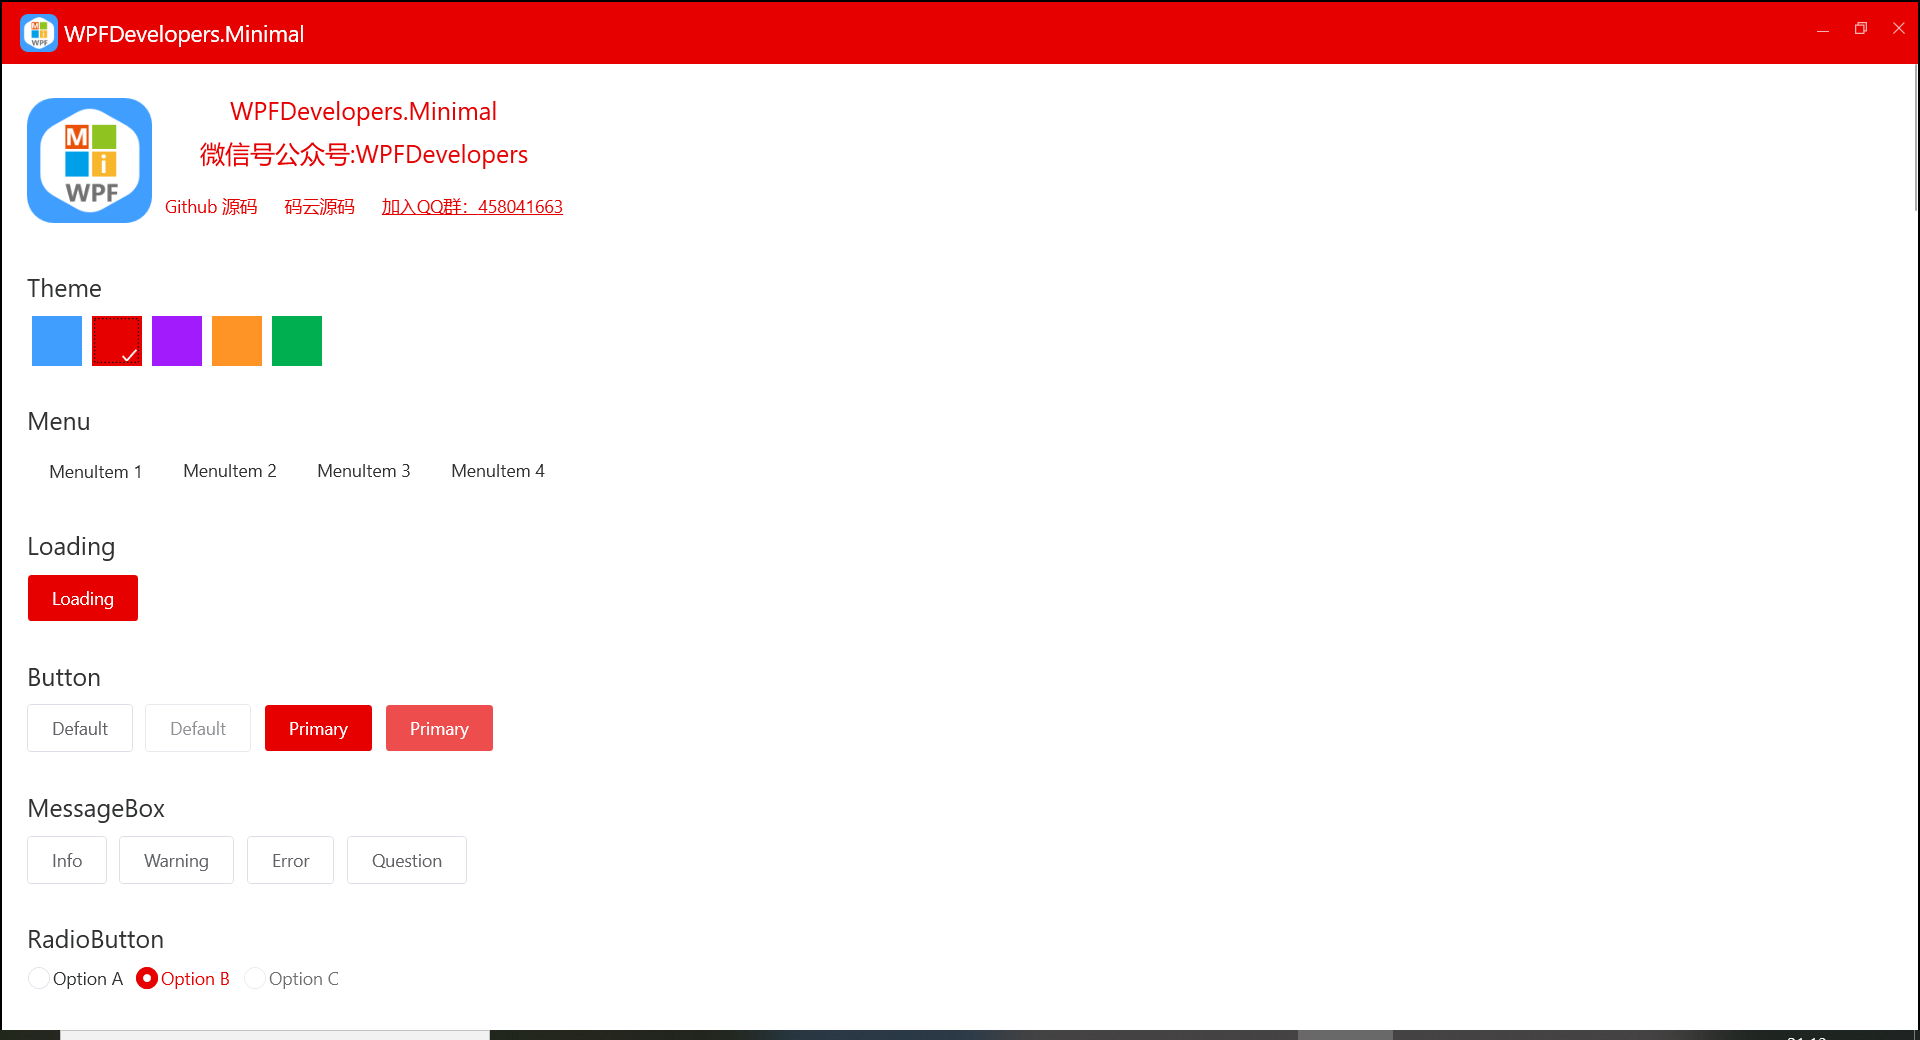 WPFDevelopers.Minimal
WPFDevelopers.Minimal
微信号公众号:WPFDevelopers
Mi
WPF
Github 源码 码云源码 加入QQ群：458041663
Theme
Menu
MenuItem 1 MenuItem 2 MenuItem 3 MenuItem 4
Loading
Loading
Button
Default Default Primary Primary
MessageBox
Info Warning Error Question
RadioButton
Option A Option B Option C